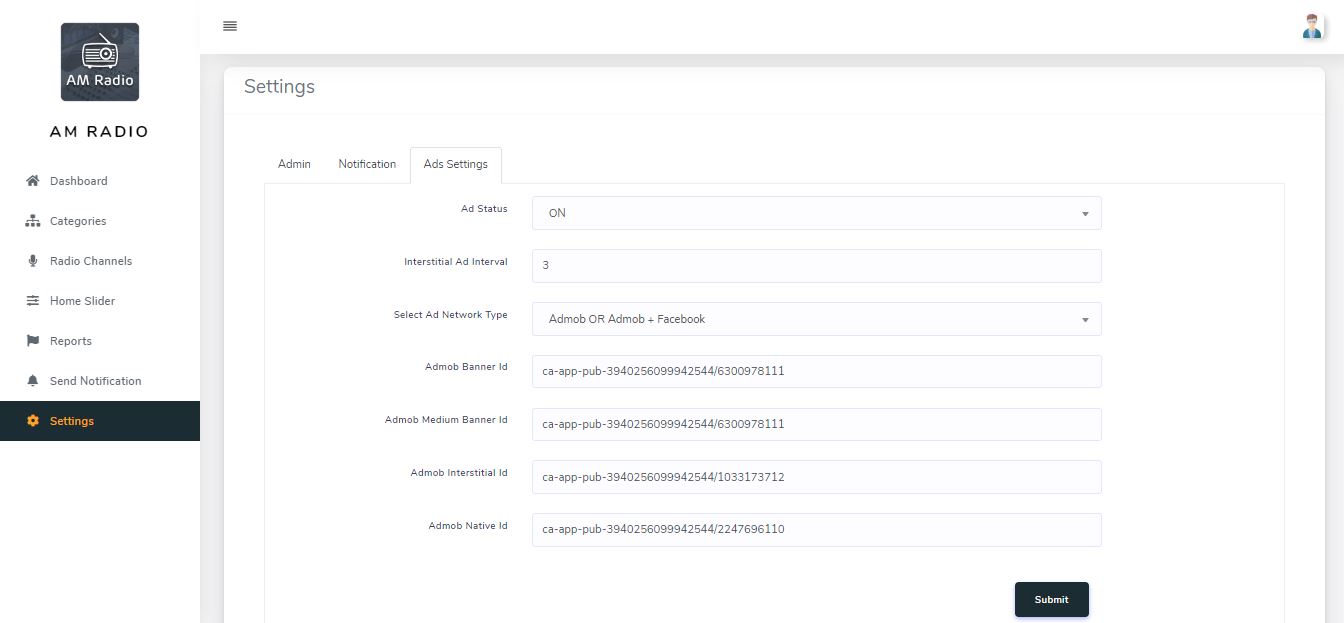 AM Radio
AM RADIO
Dashboard
Categories
Radio Channels
Home Slider
Reports
Send Notification
Settings
Settings
Admin
Notification
Ads Settings
Ad Status
ON
Interstitial Ad Interval
3
Select Ad Network Type
Admob OR Admob + Facebook
Admob Banner Id
ca-app-pub-3940256099942544/6300978111
Admob Medium Banner Id
ca-app-pub-3940256099942544/6300978111
Admob Interstitial Id
ca-app-pub-3940256099942544/1033173712
Admob Native Id
ca-app-pub-3940256099942544/2247696110
Submit